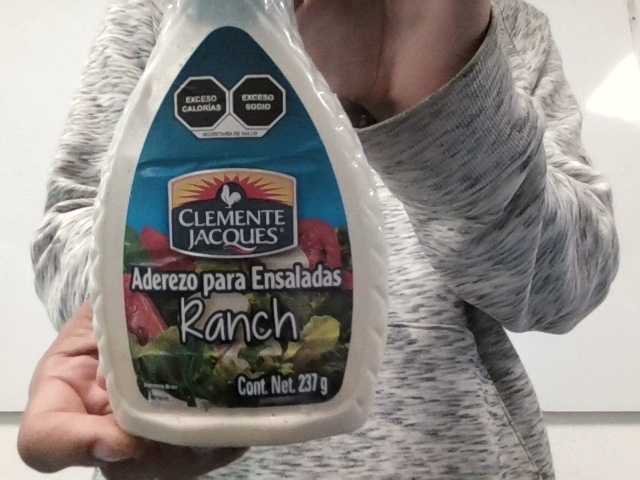 EXCESO
CALORÍAS
EXCESO
SODIO
SECRETARÍA DE SALUD
CLEMENTE
JACQUES®
Aderezo para Ensaladas
Ranch
Cont. Net. 237 g